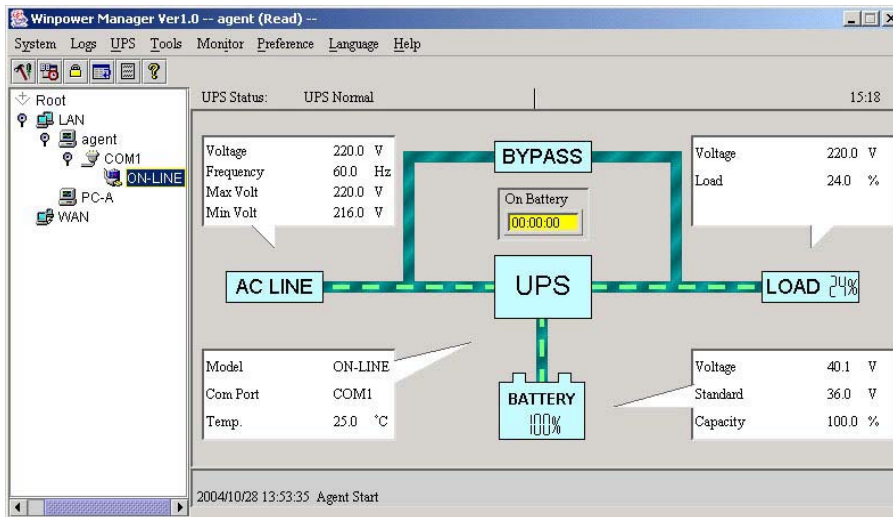 Winpower Manager Ver1.0 -- agent (Read) --
System Logs UPS Tools Monitor Preference Language Help
Root
LAN
agent
COM1
ON-LINE
PC-A
WAN
UPS Status: UPS Normal 15:18
Voltage 220.0 V
Frequency 60.0 Hz
Max Volt 220.0 V
Min Volt 216.0 V
BYPASS
On Battery
00:00:00
Voltage 220.0 V
Load 24.0 %
AC LINE
UPS
LOAD 24%
Model ON-LINE
Com Port COM1
Temp. 25.0 °C
BATTERY
100%
Voltage 40.1 V
Standard 36.0 V
Capacity 100.0 %
2004/10/28 13:53:35 Agent Start